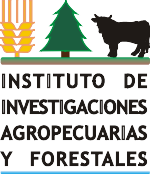 INSTITUTO DE
INVESTIGACIONES
AGROPECUARIAS
Y FORESTALES